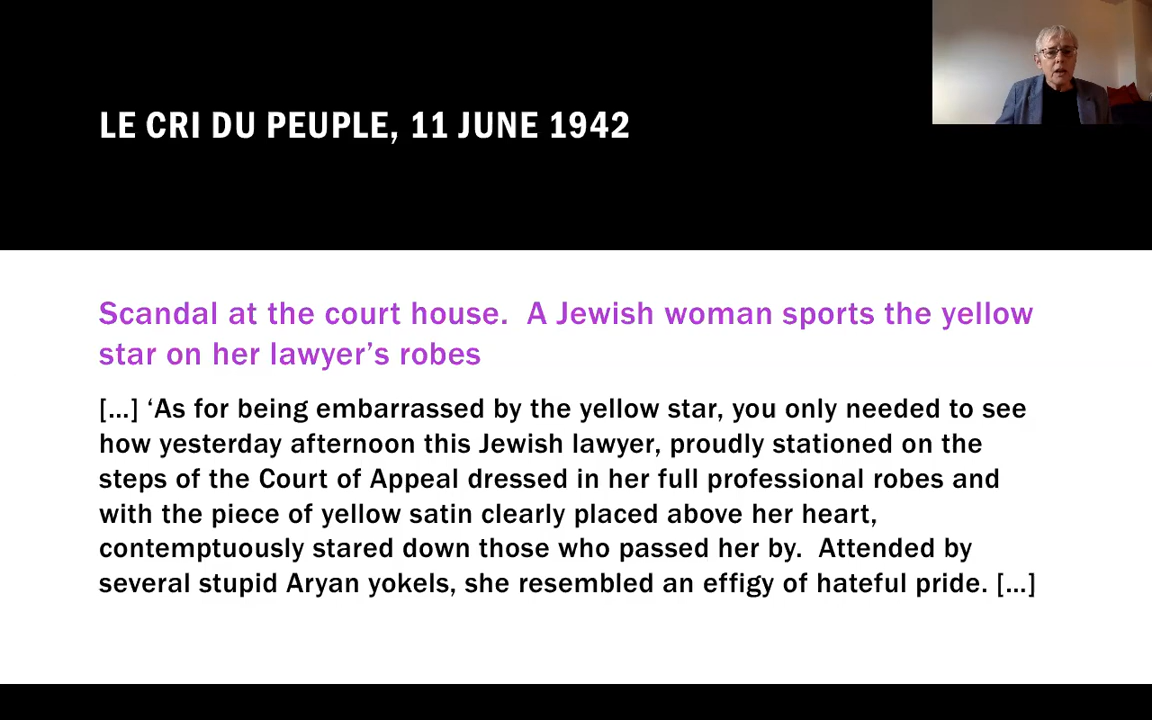 LE CRI DU PEUPLE, 11 JUNE 1942
Scandal at the court house.  A Jewish woman sports the yellow
star on her lawyer’s robes
[…] ‘As for being embarrassed by the yellow star, you only needed to see
how yesterday afternoon this Jewish lawyer, proudly stationed on the
steps of the Court of Appeal dressed in her full professional robes and
with the piece of yellow satin clearly placed above her heart,
contemptuously stared down those who passed her by.  Attended by
several stupid Aryan yokels, she resembled an effigy of hateful pride. […]